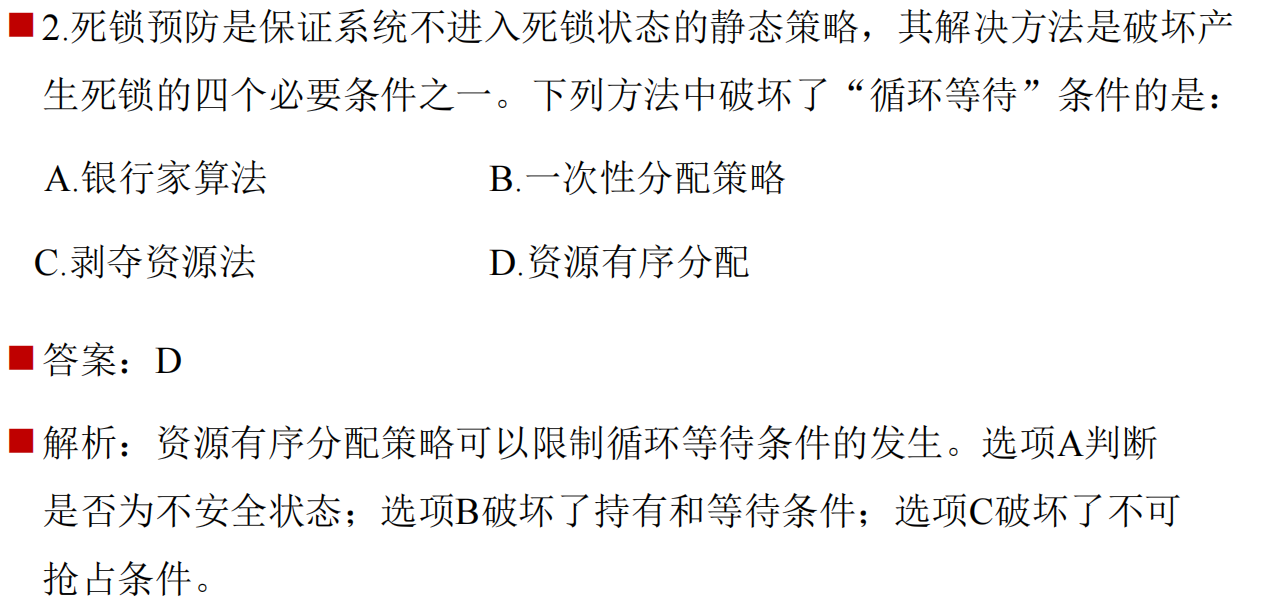 ■2.死锁预防是保证系统不进入死锁状态的静态策略，其解决方法是破坏产
生死锁的四个必要条件之一。下列方法中破坏了“循环等待”条件的是：
A.银行家算法 B.一次性分配策略
C.剥夺资源法 D.资源有序分配
■答案：D
■解析：资源有序分配策略可以限制循环等待条件的发生。选项A判断
是否为不安全状态；选项B破坏了持有和等待条件；选项C破坏了不可
抢占条件。